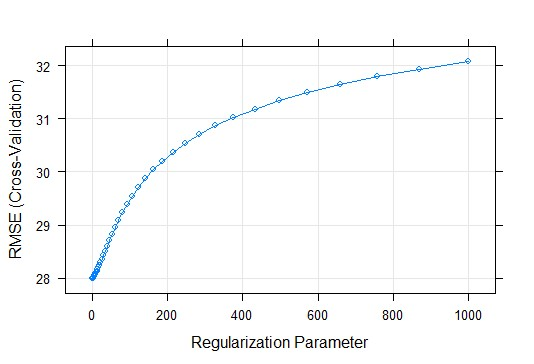 RMSE (Cross-Validation)
32
31
30
29
28
0 200 400 600 800 1000
Regularization Parameter